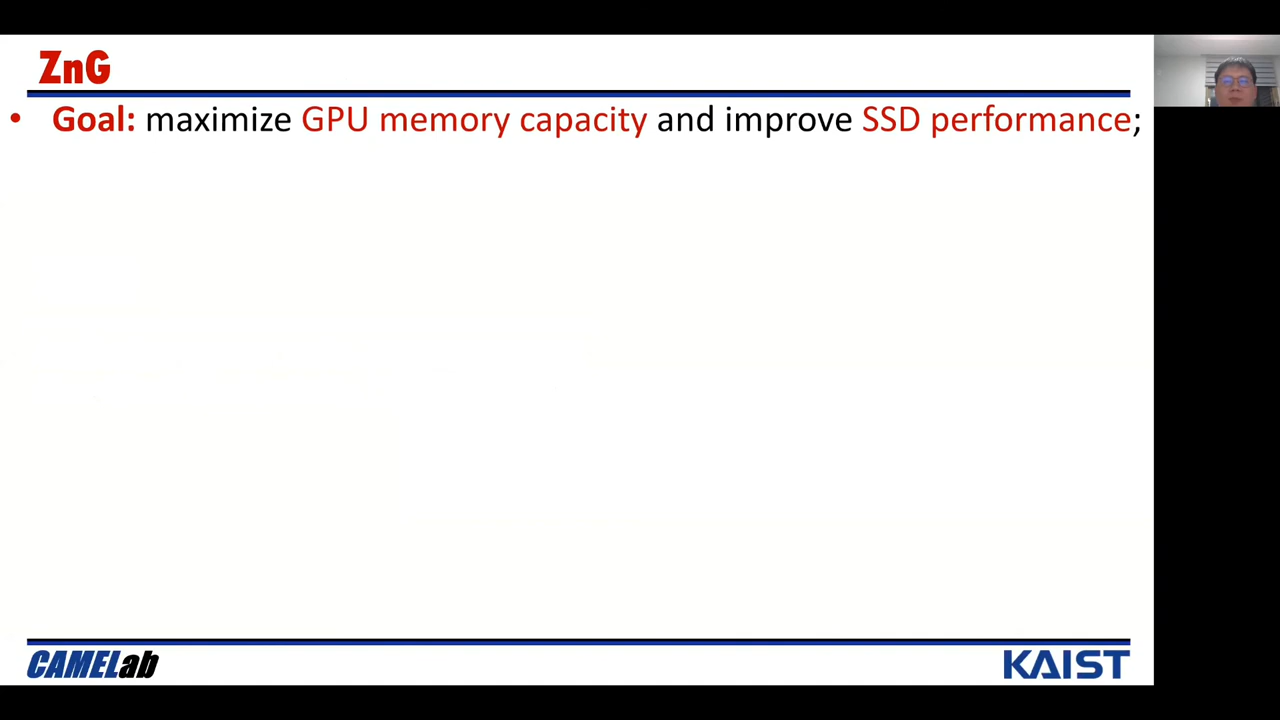 ZnG
• Goal: maximize GPU memory capacity and improve SSD performance;
CAMELab
KAIST